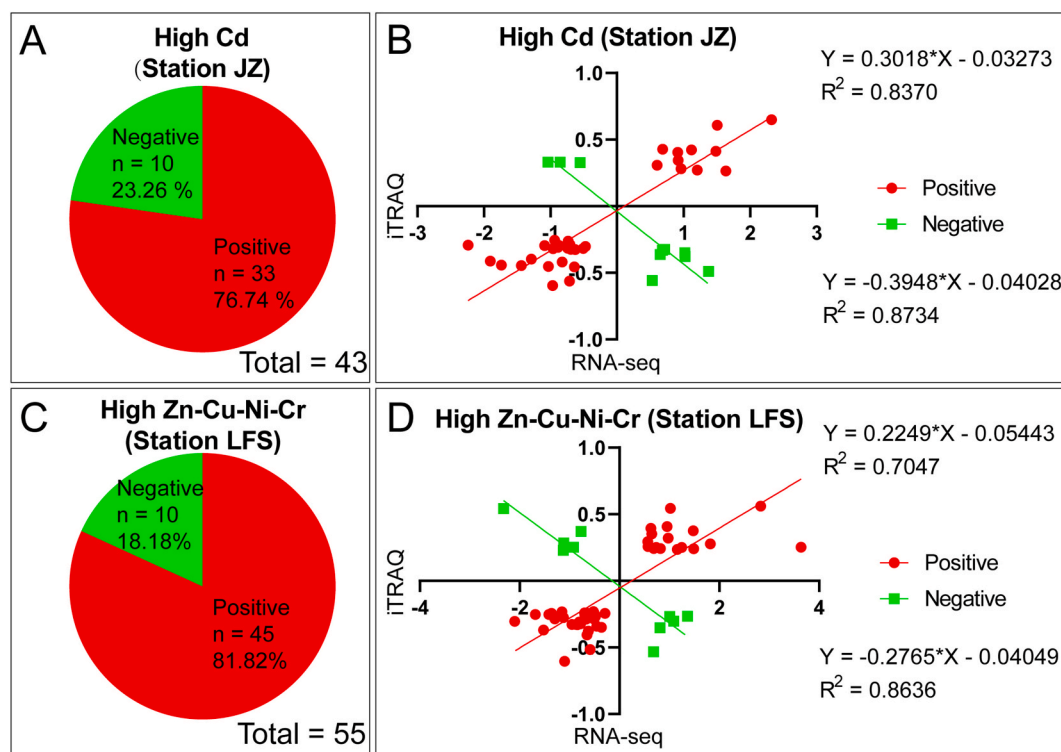 A
High Cd
(Station JZ)
Negative
n = 10
23.26 %
Positive
n = 33
76.74 %
Total = 43
B
High Cd (Station JZ)
1.0
0.5
-0.5
-1.0
-3
-2
-1
1
2
3
iTRAQ
RNA-seq
Y = 0.3018*X - 0.03273
R² = 0.8370
Positive
Negative
Y = -0.3948*X - 0.04028
R² = 0.8734
C
High Zn-Cu-Ni-Cr
(Station LFS)
Negative
n = 10
18.18%
Positive
n = 45
81.82%
Total = 55
D
High Zn-Cu-Ni-Cr (Station LFS)
1.0
0.5
-0.5
-1.0
-4
-2
2
4
iTRAQ
RNA-seq
Y = 0.2249*X - 0.05443
R² = 0.7047
Positive
Negative
Y = -0.2765*X - 0.04049
R² = 0.8636